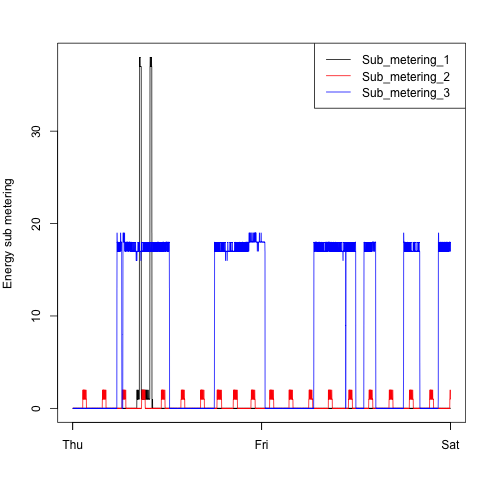 Sub_metering_1
Sub_metering_2
Sub_metering_3
Energy sub metering
30
20
10
0
Thu Fri Sat